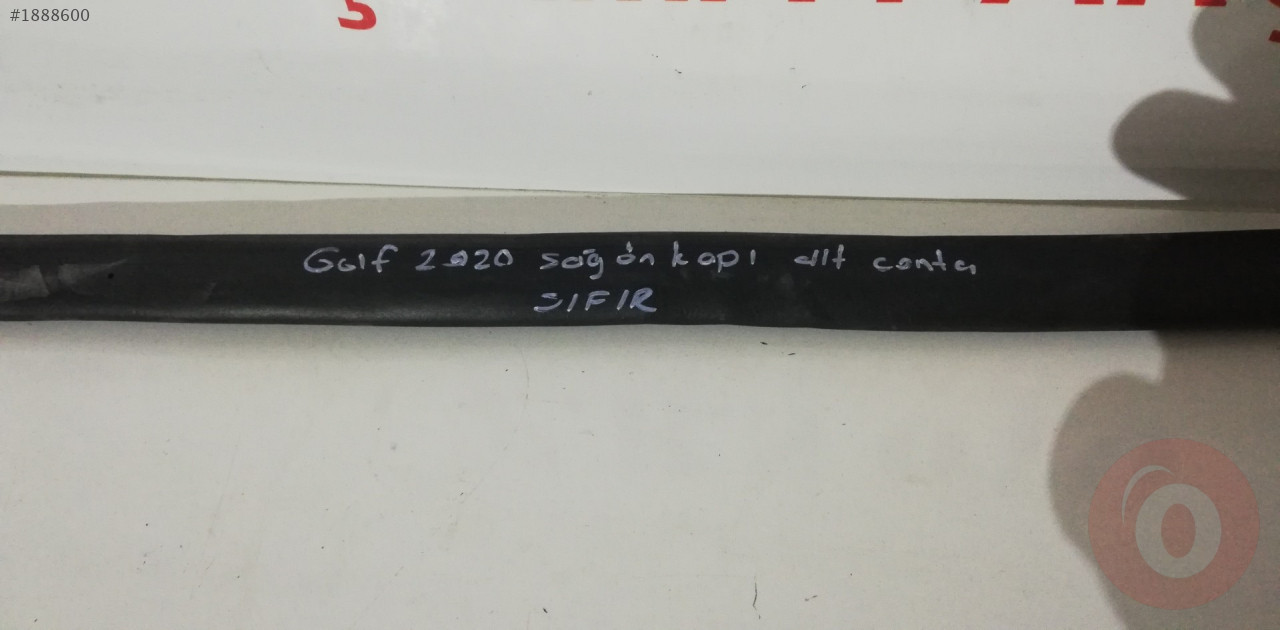 #1888600
Golf 2020 sağ ön kapı alt conta
SIFIR